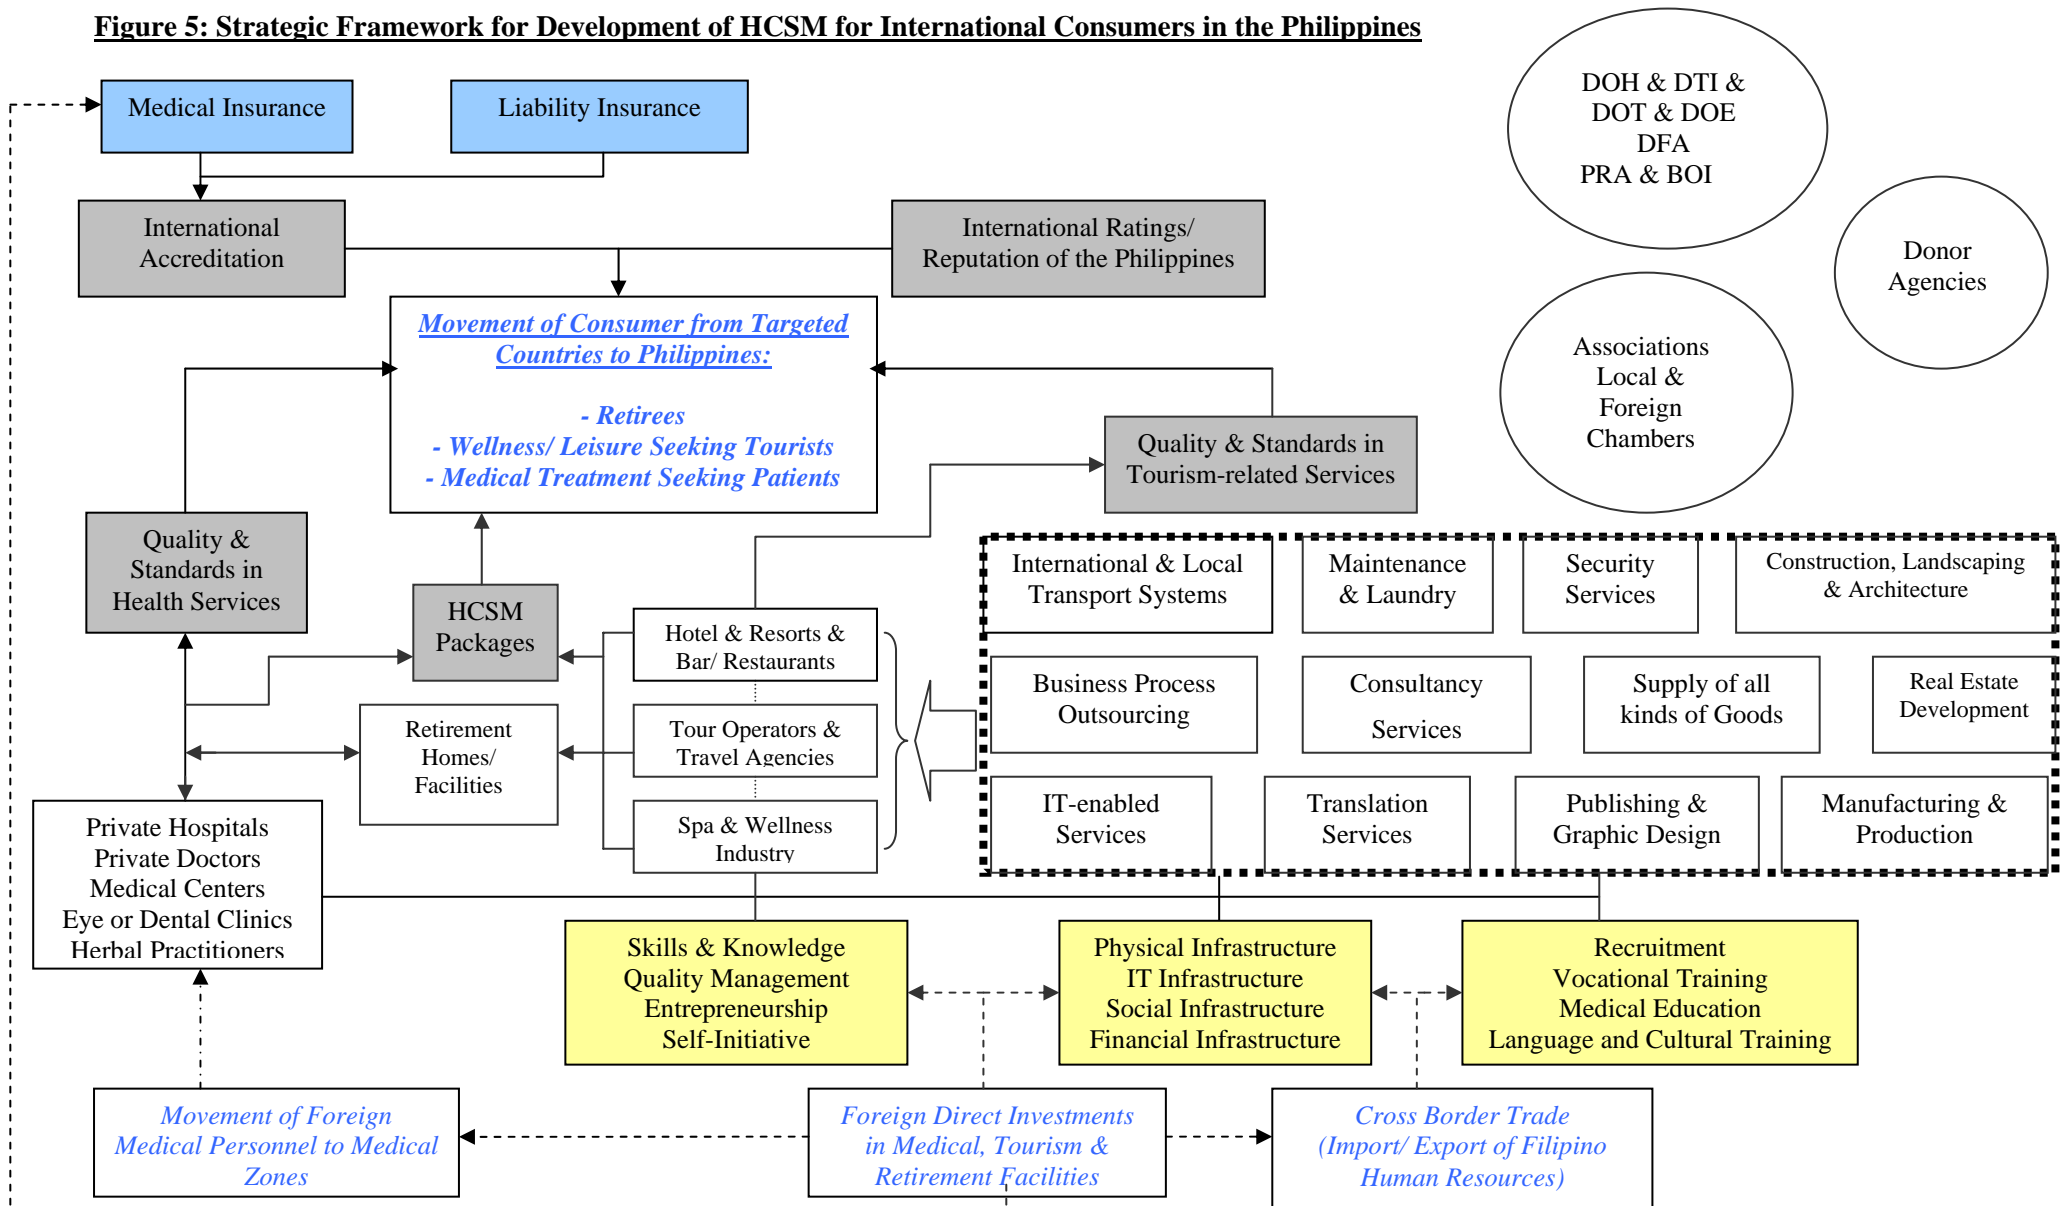 Figure 5: Strategic Framework for Development of HCSM for International Consumers in the Philippines
Medical Insurance
Liability Insurance
DOH & DTI &
DOT & DOE
DFA
PRA & BOI
International
Accreditation
International Ratings/
Reputation of the Philippines
Donor
Agencies
Movement of Consumer from Targeted
Countries to Philippines:
- Retirees
- Wellness/ Leisure Seeking Tourists
- Medical Treatment Seeking Patients
Associations
Local &
Foreign
Chambers
Quality & Standards in
Tourism-related Services
Quality &
Standards in
Health Services
HCSM
Packages
Hotel & Resorts &
Bar/ Restaurants
International & Local
Transport Systems
Maintenance
& Laundry
Security
Services
Construction, Landscaping
& Architecture
Retirement
Homes/
Facilities
Tour Operators &
Travel Agencies
Business Process
Outsourcing
Consultancy
Services
Supply of all
kinds of Goods
Real Estate
Development
Spa & Wellness
Industry
IT-enabled
Services
Translation
Services
Publishing &
Graphic Design
Manufacturing &
Production
Private Hospitals
Private Doctors
Medical Centers
Eye or Dental Clinics
Herbal Practitioners
Skills & Knowledge
Quality Management
Entrepreneurship
Self-Initiative
Physical Infrastructure
IT Infrastructure
Social Infrastructure
Financial Infrastructure
Recruitment
Vocational Training
Medical Education
Language and Cultural Training
Movement of Foreign
Medical Personnel to Medical
Zones
Foreign Direct Investments
in Medical, Tourism &
Retirement Facilities
Cross Border Trade
(Import/ Export of Filipino
Human Resources)